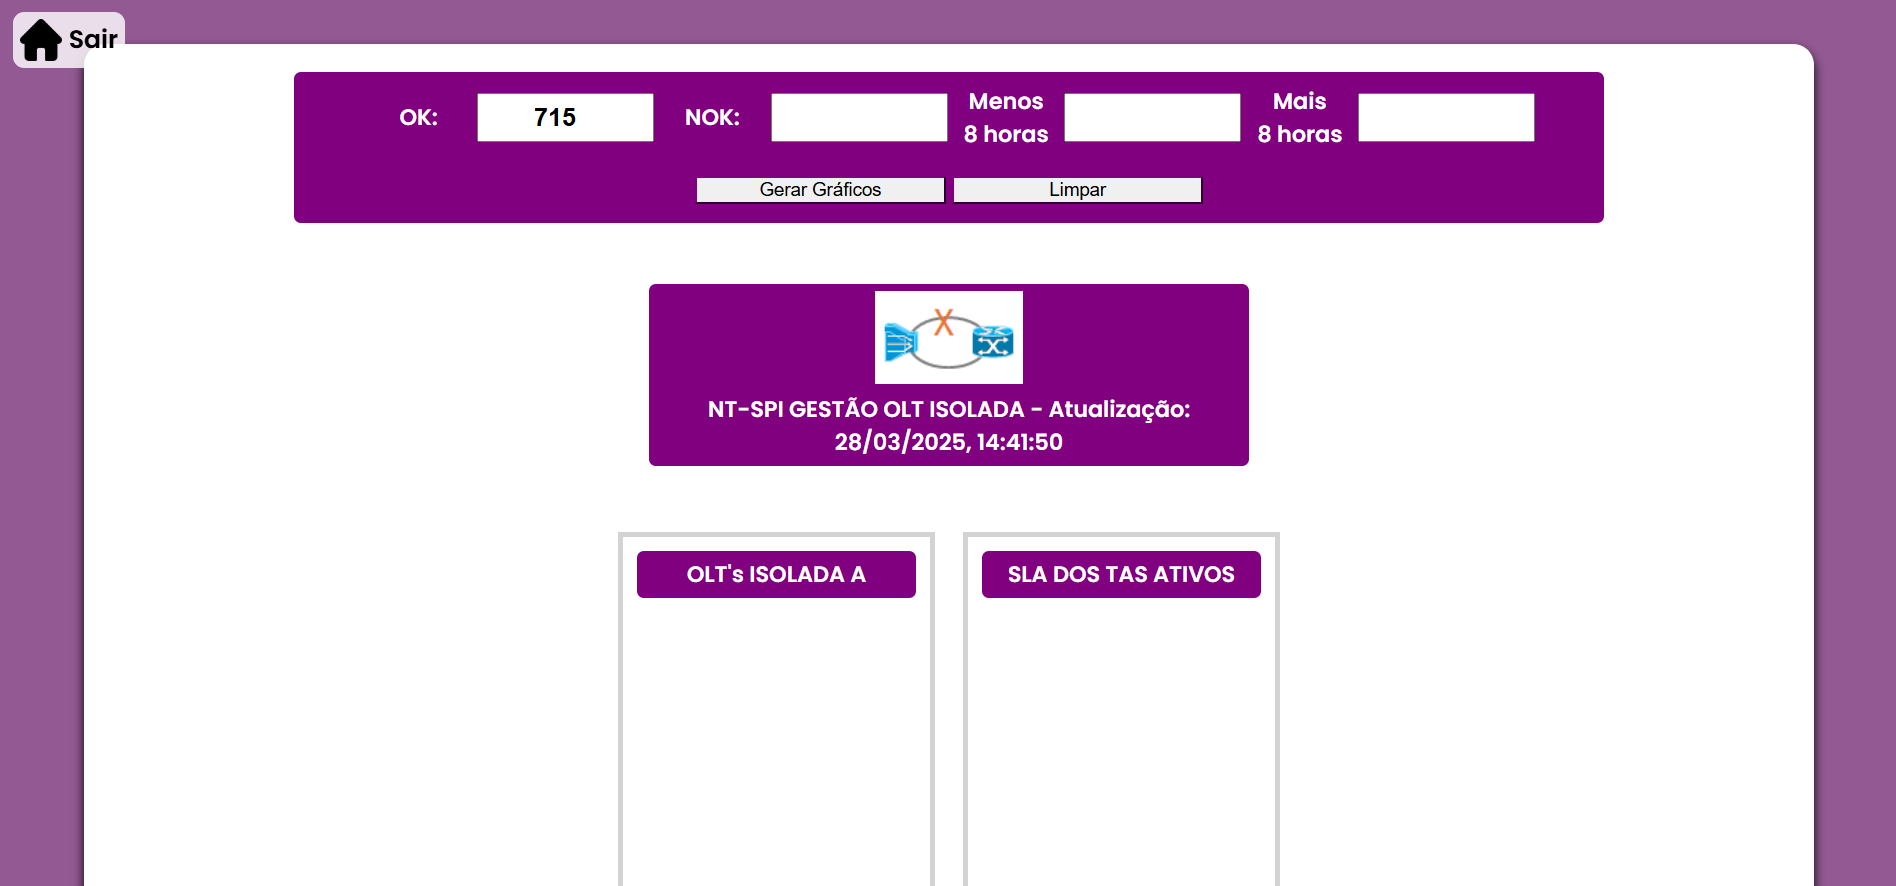 Sair
OK:
715
NOK:
Menos
8 horas
Mais
8 horas
Gerar Gráficos
Limpar
X
NT-SPI GESTÃO OLT ISOLADA - Atualização:
28/03/2025, 14:41:50
OLT's ISOLADA A
SLA DOS TAS ATIVOS